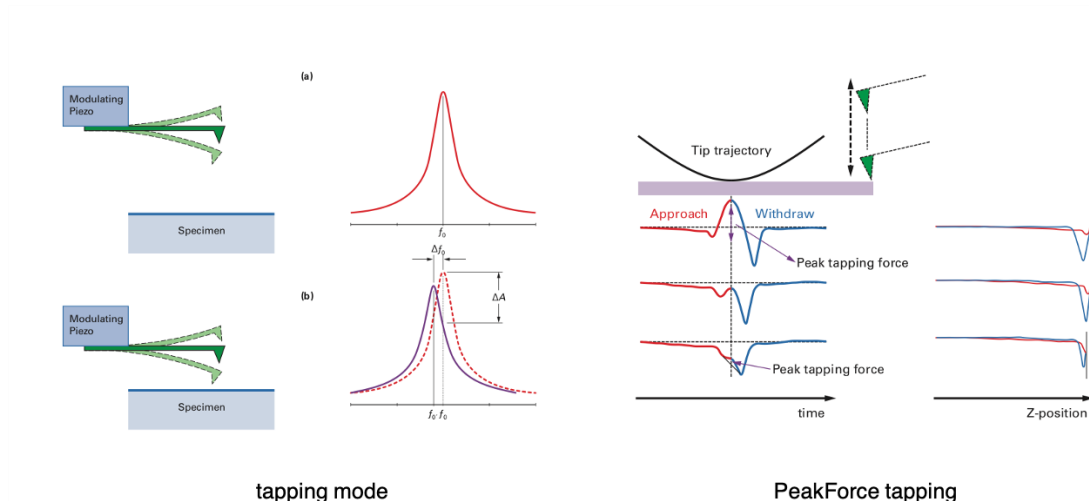 (a)
Modulating
Piezo
Specimen
f₀
Δf₀
(b)
ΔA
Modulating
Piezo
Specimen
f₀' f₀
tapping mode
Tip trajectory
Approach
Withdraw
Peak tapping force
Peak tapping force
time
Z-position
PeakForce tapping